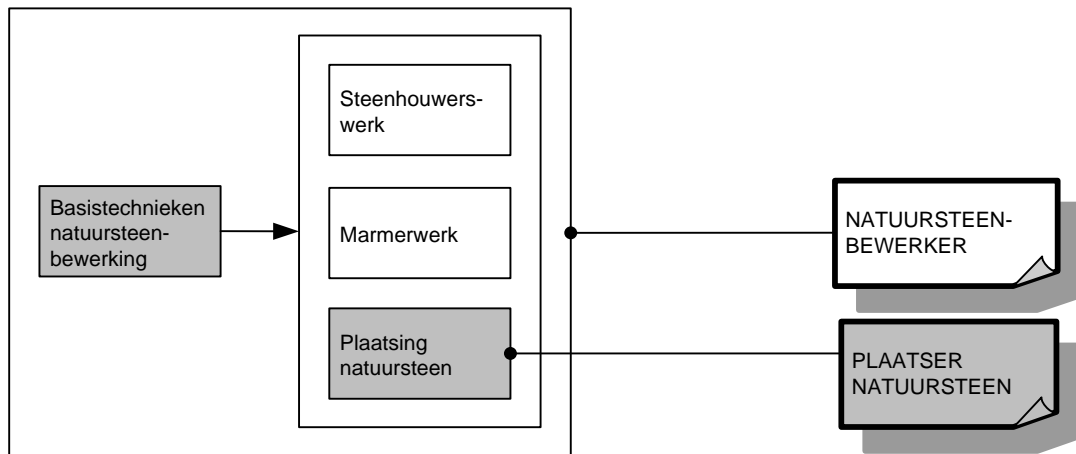 Steenhouwers-
werk
Basistechnieken
natuursteen-
bewerking
Marmerwerk
Plaatsing
natuursteen
NATUURSTEEN-
BEWERKER
PLAATSER
NATUURSTEEN